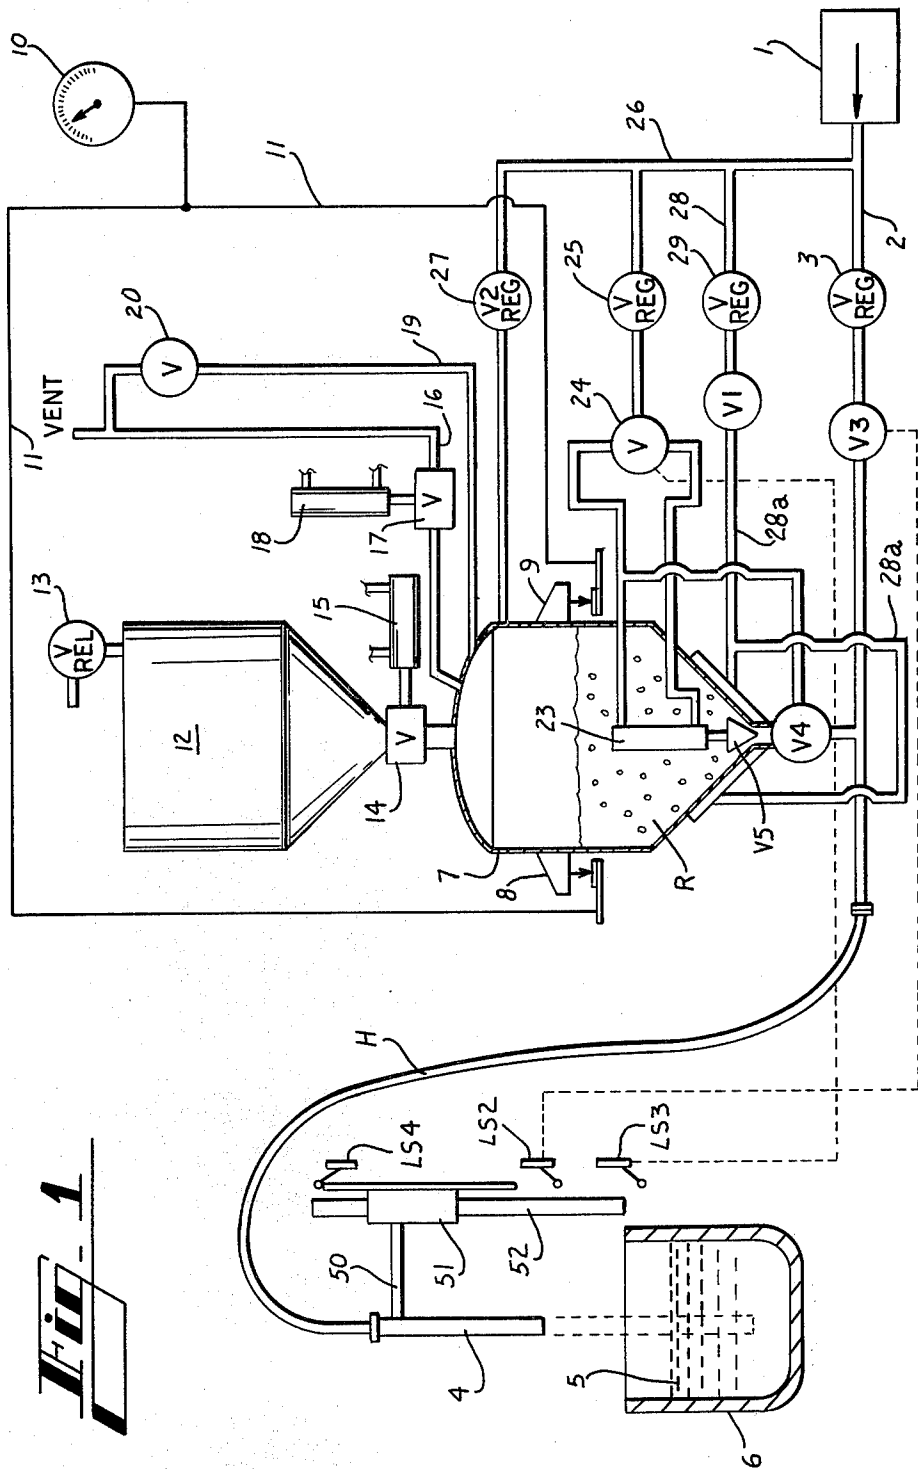 Fig. 1
10
11
11
VENT
20
19
16
18
17
13
V
REL
12
15
V
14
V
V
7
8
9
27
V2
REG
26
25
V
REG
24
V
28
29
V
REG
V1
28a
28a
1
2
3
V
REG
V3
23
V4
V5
R
H
LS4
LS2
LS3
50
51
52
4
5
6